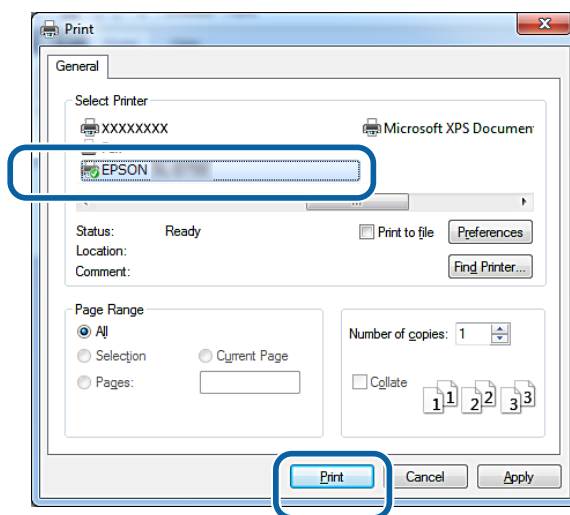 Print
General
Select Printer
XXXXXXXX Microsoft XPS Documen
EPSON
Status: Ready Print to file Preferences
Location:
Comment: Find Printer...
Page Range
All Number of copies: 1
Selection Current Page
Pages: Collate 1 1 2 2 3 3
Print Cancel Apply